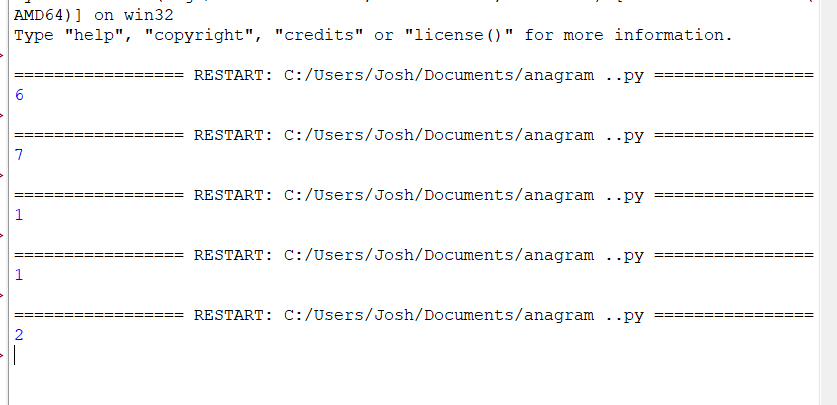 AMD64)] on win32
Type "help", "copyright", "credits" or "license()" for more information.
================= RESTART: C:/Users/Josh/Documents/anagram ..py ================
6
================= RESTART: C:/Users/Josh/Documents/anagram ..py ================
7
================= RESTART: C:/Users/Josh/Documents/anagram ..py ================
1
================= RESTART: C:/Users/Josh/Documents/anagram ..py ================
1
================= RESTART: C:/Users/Josh/Documents/anagram ..py ================
2